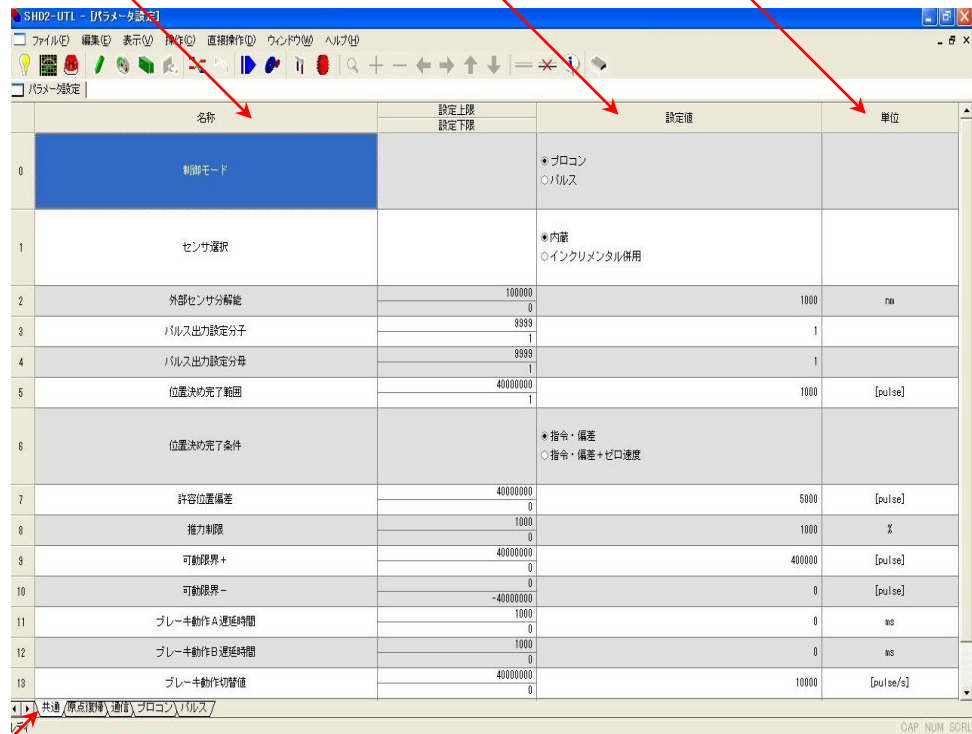 SHD2-UTL - [パラメータ設定]
ファイル(F) 編集(E) 表示(V) 操作(C) 直接操作(D) ウィンドウ(W) ヘルプ(H)
パラメータ設定
名称 設定上限 設定値 単位
設定下限
0 制御モード プロコン
パルス
1 センサ選択 内蔵
インクリメンタル併用
2 外部センサ分解能 100000 1000 nm
0
3 パルス出力設定分子 9999 1
1
4 パルス出力設定分母 9999 1
1
5 位置決め完了範囲 40000000 1000 [pulse]
1
6 位置決め完了条件 指令・偏差
指令・偏差+ゼロ速度
7 許容位置偏差 40000000 5000 [pulse]
0
8 推力制限 1000 1000 %
0
9 可動限界+ 40000000 400000 [pulse]
0
10 可動限界- 0 0 [pulse]
-40000000
11 ブレーキ動作A遅延時間 1000 0 ms
0
12 ブレーキ動作B遅延時間 1000 0 ms
0
13 ブレーキ動作切替値 40000000 10000 [pulse/s]
0
共通 原点復帰 通信 プロコン パルス
レディ CAP NUM SCRL